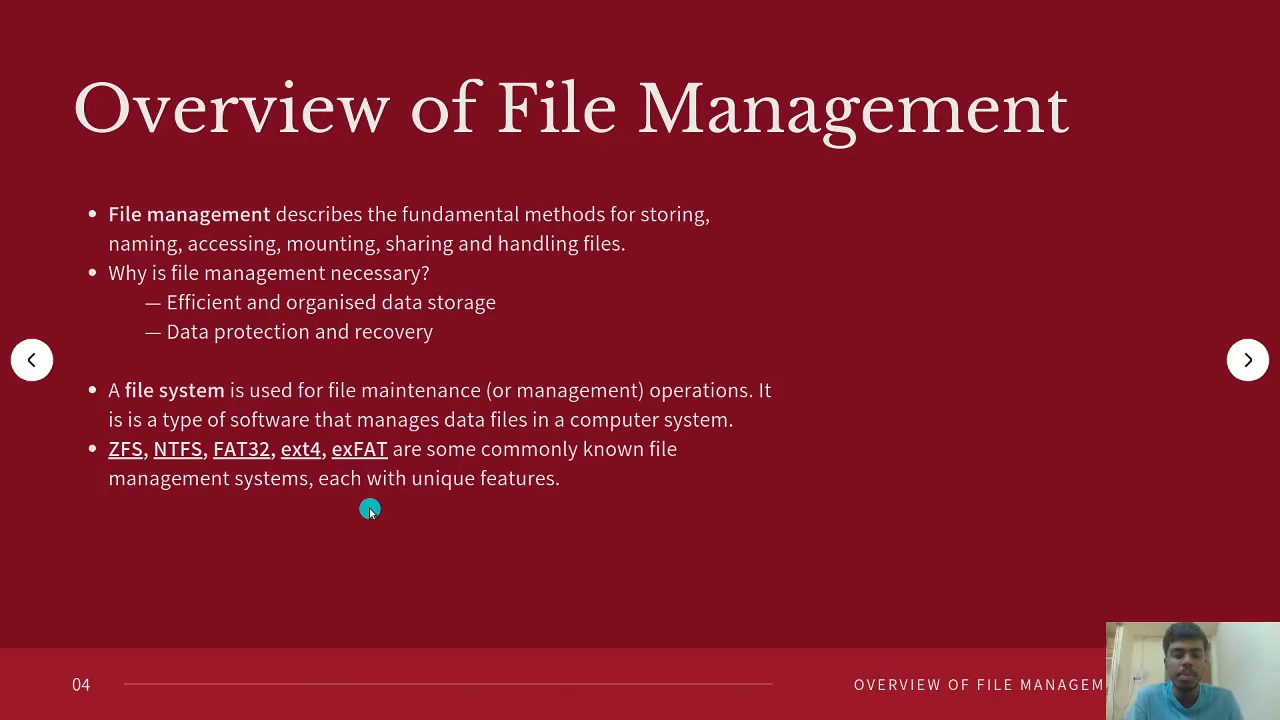 Overview of File Management
• File management describes the fundamental methods for storing,
naming, accessing, mounting, sharing and handling files.
• Why is file management necessary?
— Efficient and organised data storage
— Data protection and recovery
• A file system is used for file maintenance (or management) operations. It
is is a type of software that manages data files in a computer system.
• ZFS, NTFS, FAT32, ext4, exFAT are some commonly known file
management systems, each with unique features.
04
OVERVIEW OF FILE MANAGEM